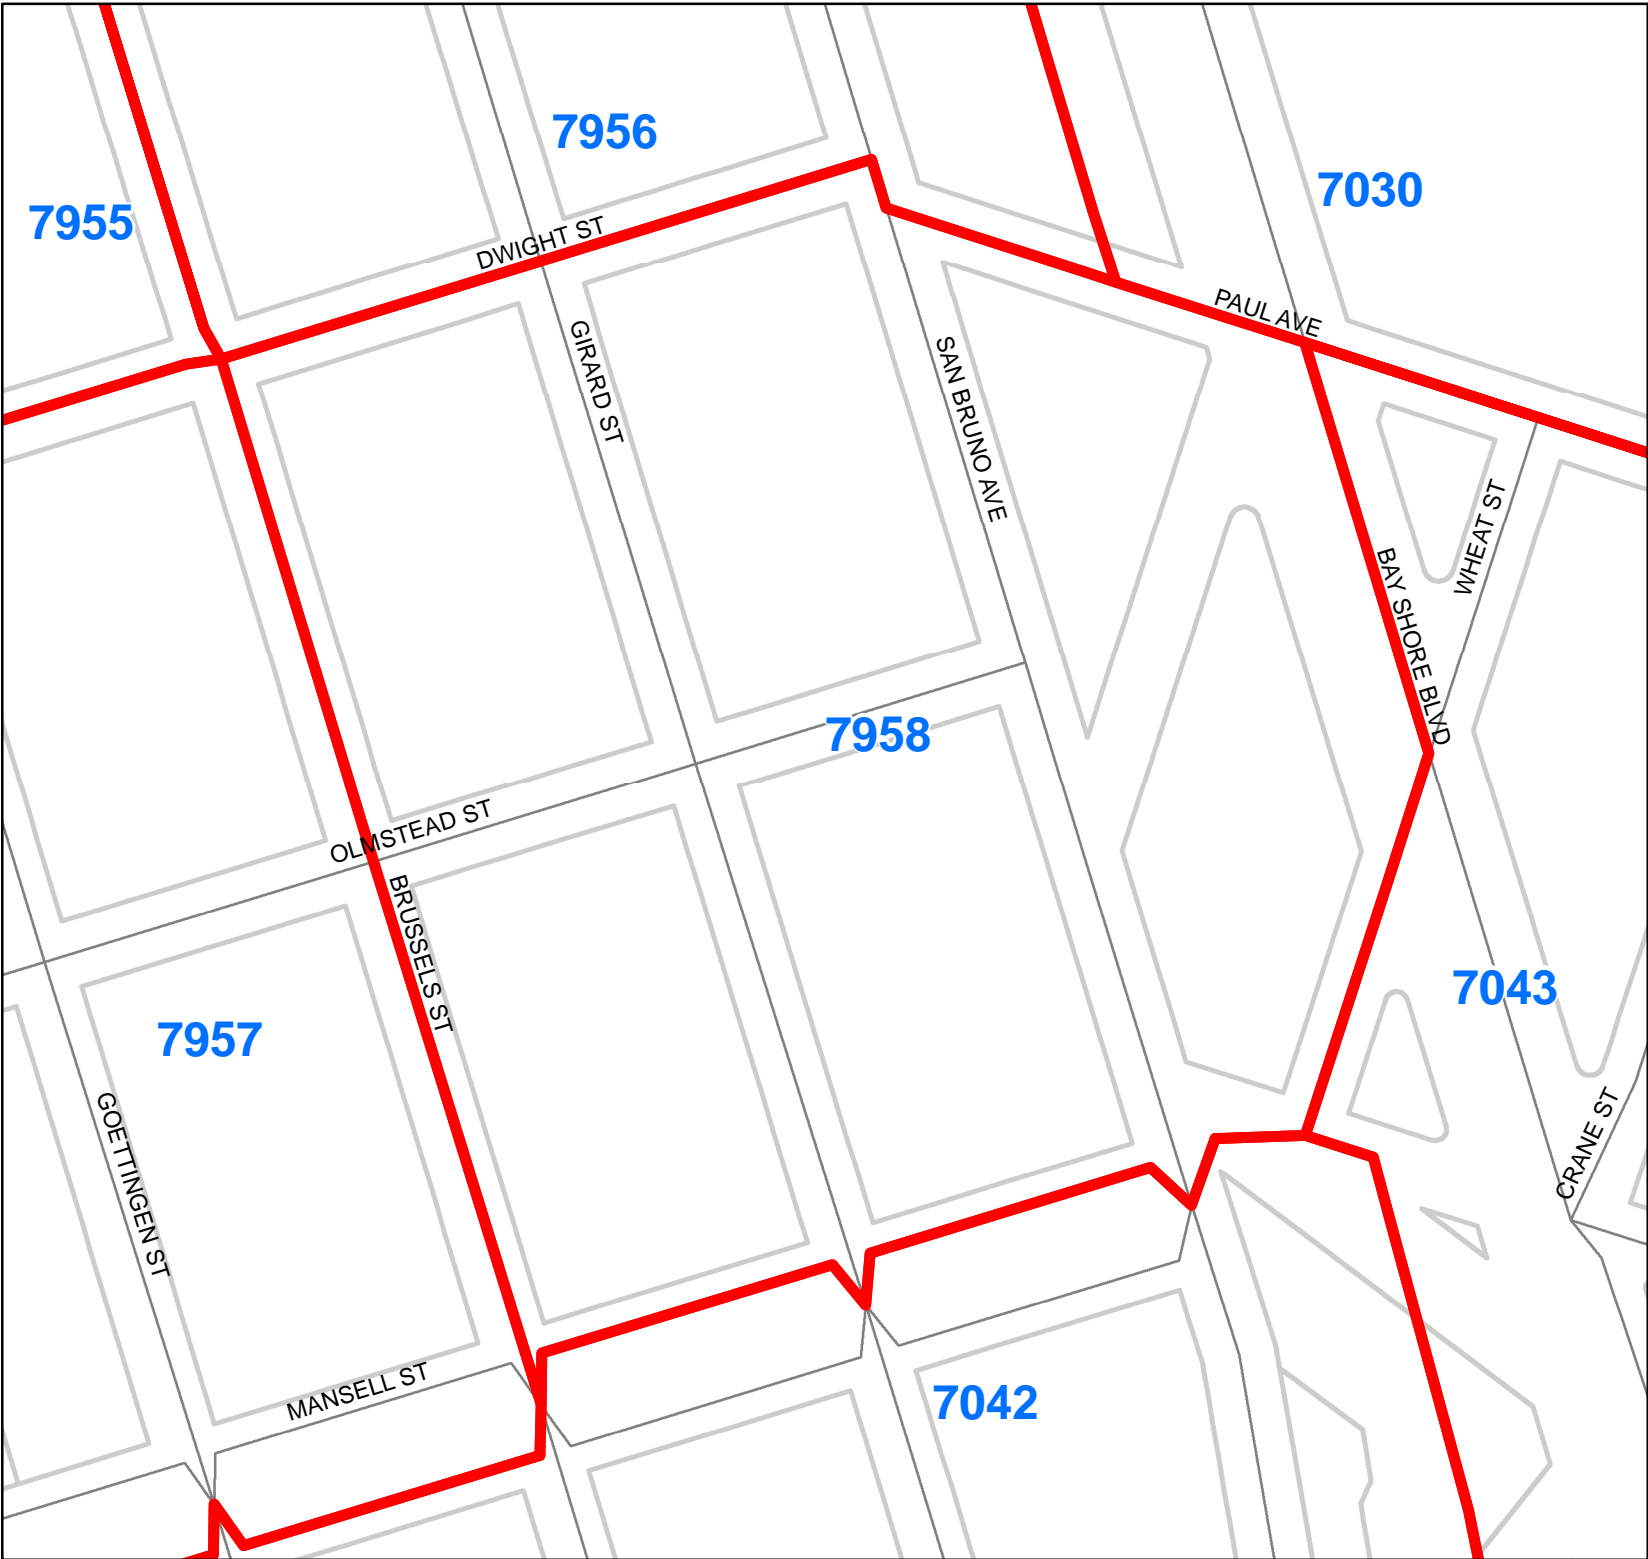 7956
7030
7955
DWIGHT ST
PAUL AVE
GIRARD ST
SAN BRUNO AVE
WHEAT ST
BAY SHORE BLVD
7958
OLMSTEAD ST
BRUSSELS ST
7043
7957
GOETTINGEN ST
CRANE ST
MANSELL ST
7042